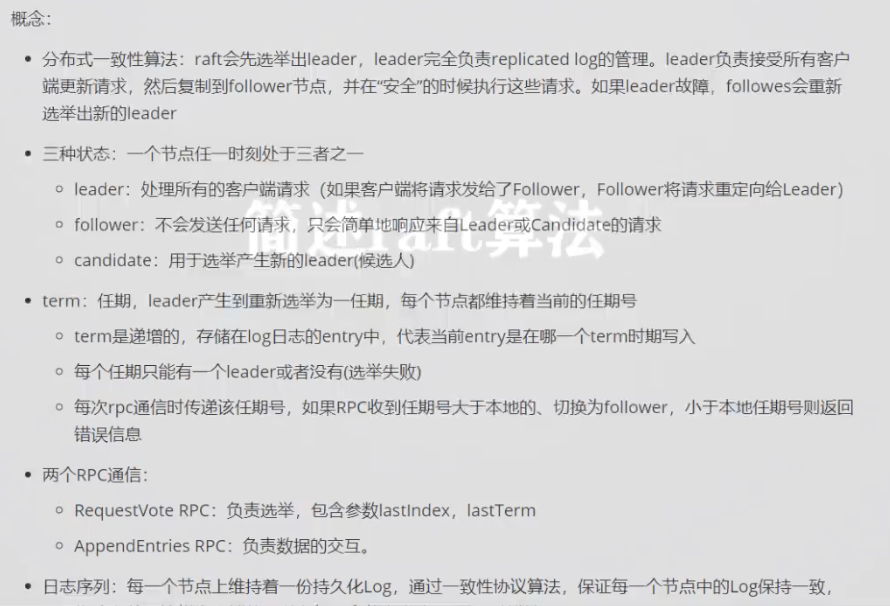 概念：
• 分布式一致性算法：raft会先选举出leader，leader完全负责replicated log的管理。leader负责接受所有客户
端更新请求，然后复制到follower节点，并在“安全”的时候执行这些请求。如果leader故障，followes会重新
选举出新的leader
• 三种状态：一个节点任一时刻处于三者之一
◦ leader：处理所有的客户端请求（如果客户端将请求发给了Follower，Follower将请求重定向给Leader）
简述raft算法
◦ follower：不会发送任何请求，只会简单地响应来自Leader或Candidate的请求
◦ candidate：用于选举产生新的leader(候选人)
• term：任期，leader产生到重新选举为一任期，每个节点都维持着当前的任期号
◦ term是递增的，存储在log日志的entry中，代表当前entry是在哪一个term时期写入
◦ 每个任期只能有一个leader或者没有(选举失败)
◦ 每次rpc通信时传递该任期号，如果RPC收到任期号大于本地的、切换为follower，小于本地任期号则返回
错误信息
• 两个RPC通信：
◦ RequestVote RPC：负责选举，包含参数lastIndex，lastTerm
◦ AppendEntries RPC：负责数据的交互。
• 日志序列：每一个节点上维持着一份持久化Log，通过一致性协议算法，保证每一个节点中的Log保持一致，